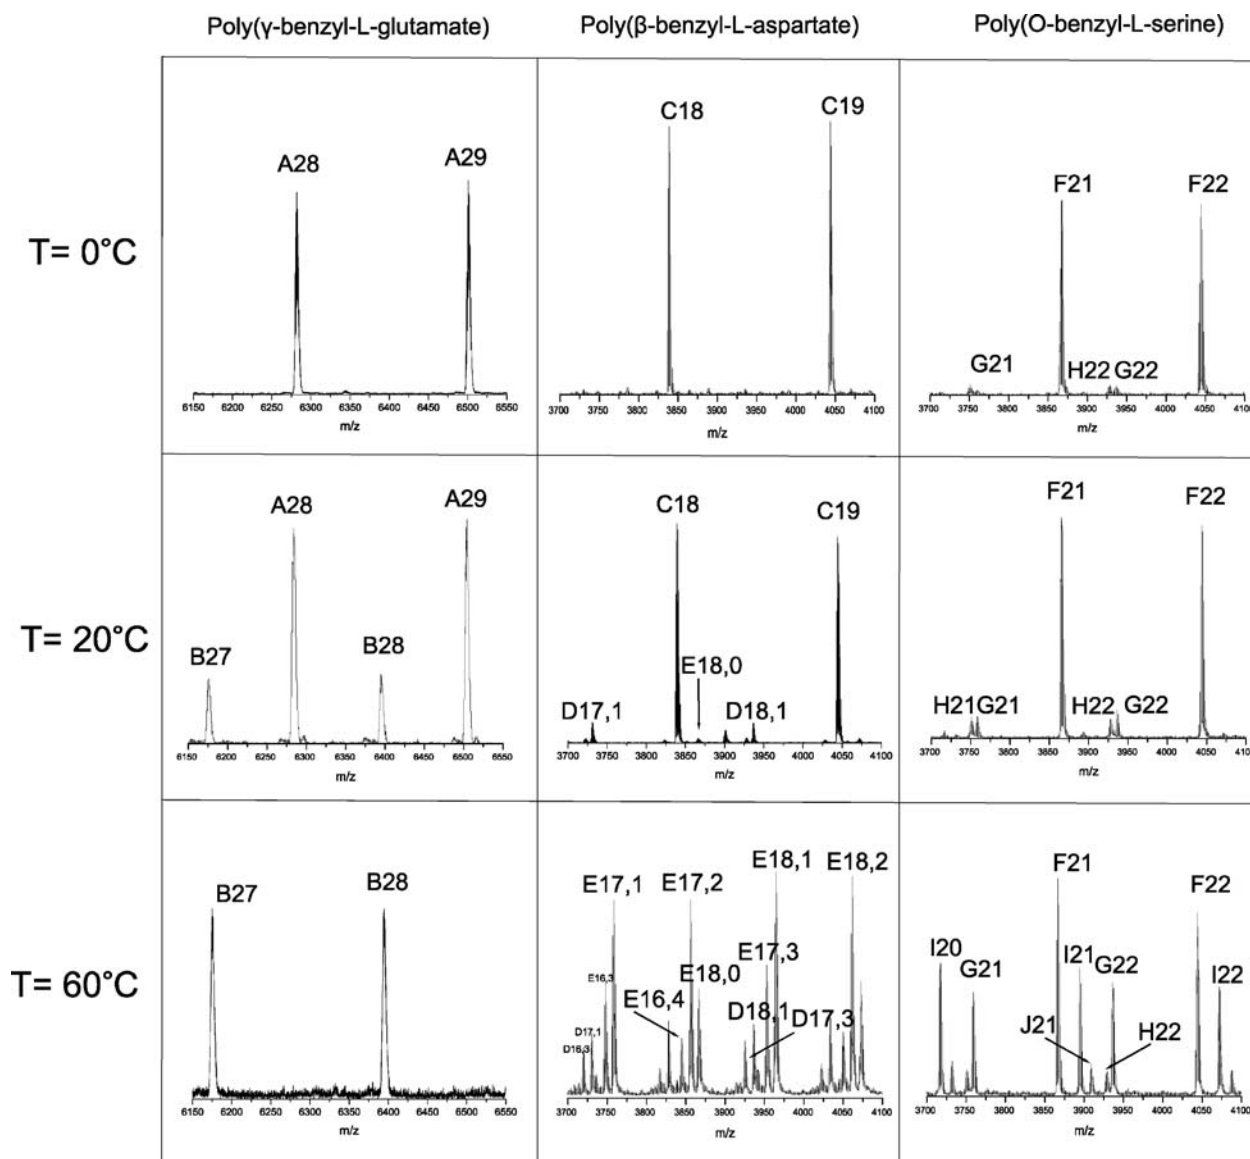 Poly(γ-benzyl-L-glutamate) Poly(β-benzyl-L-aspartate) Poly(O-benzyl-L-serine)
T= 0°C
A28 A29
6150 6200 6250 6300 6350 6400 6450 6500 6550
m/z
C18 C19
3700 3750 3800 3850 3900 3950 4000 4050 4100
m/z
F21 F22
G21 H22 G22
3700 3750 3800 3850 3900 3950 4000 4050 4100
m/z
T= 20°C
A28 A29
B27 B28
6150 6200 6250 6300 6350 6400 6450 6500 6550
m/z
C18 C19
E18,0
D17,1 D18,1
3700 3750 3800 3850 3900 3950 4000 4050 4100
m/z
F21 F22
H21 G21 H22 G22
3700 3750 3800 3850 3900 3950 4000 4050 4100
m/z
T= 60°C
B27 B28
6150 6200 6250 6300 6350 6400 6450 6500 6550
m/z
E17,1 E17,2 E18,1 E18,2
E16,3 E16,4 E18,0 E17,3
D17,1 D18,1 D17,3
D16,3
3700 3750 3800 3850 3900 3950 4000 4050 4100
m/z
F21 F22
I20 G21 I21 G22 I22
J21 H22
3700 3750 3800 3850 3900 3950 4000 4050 4100
m/z